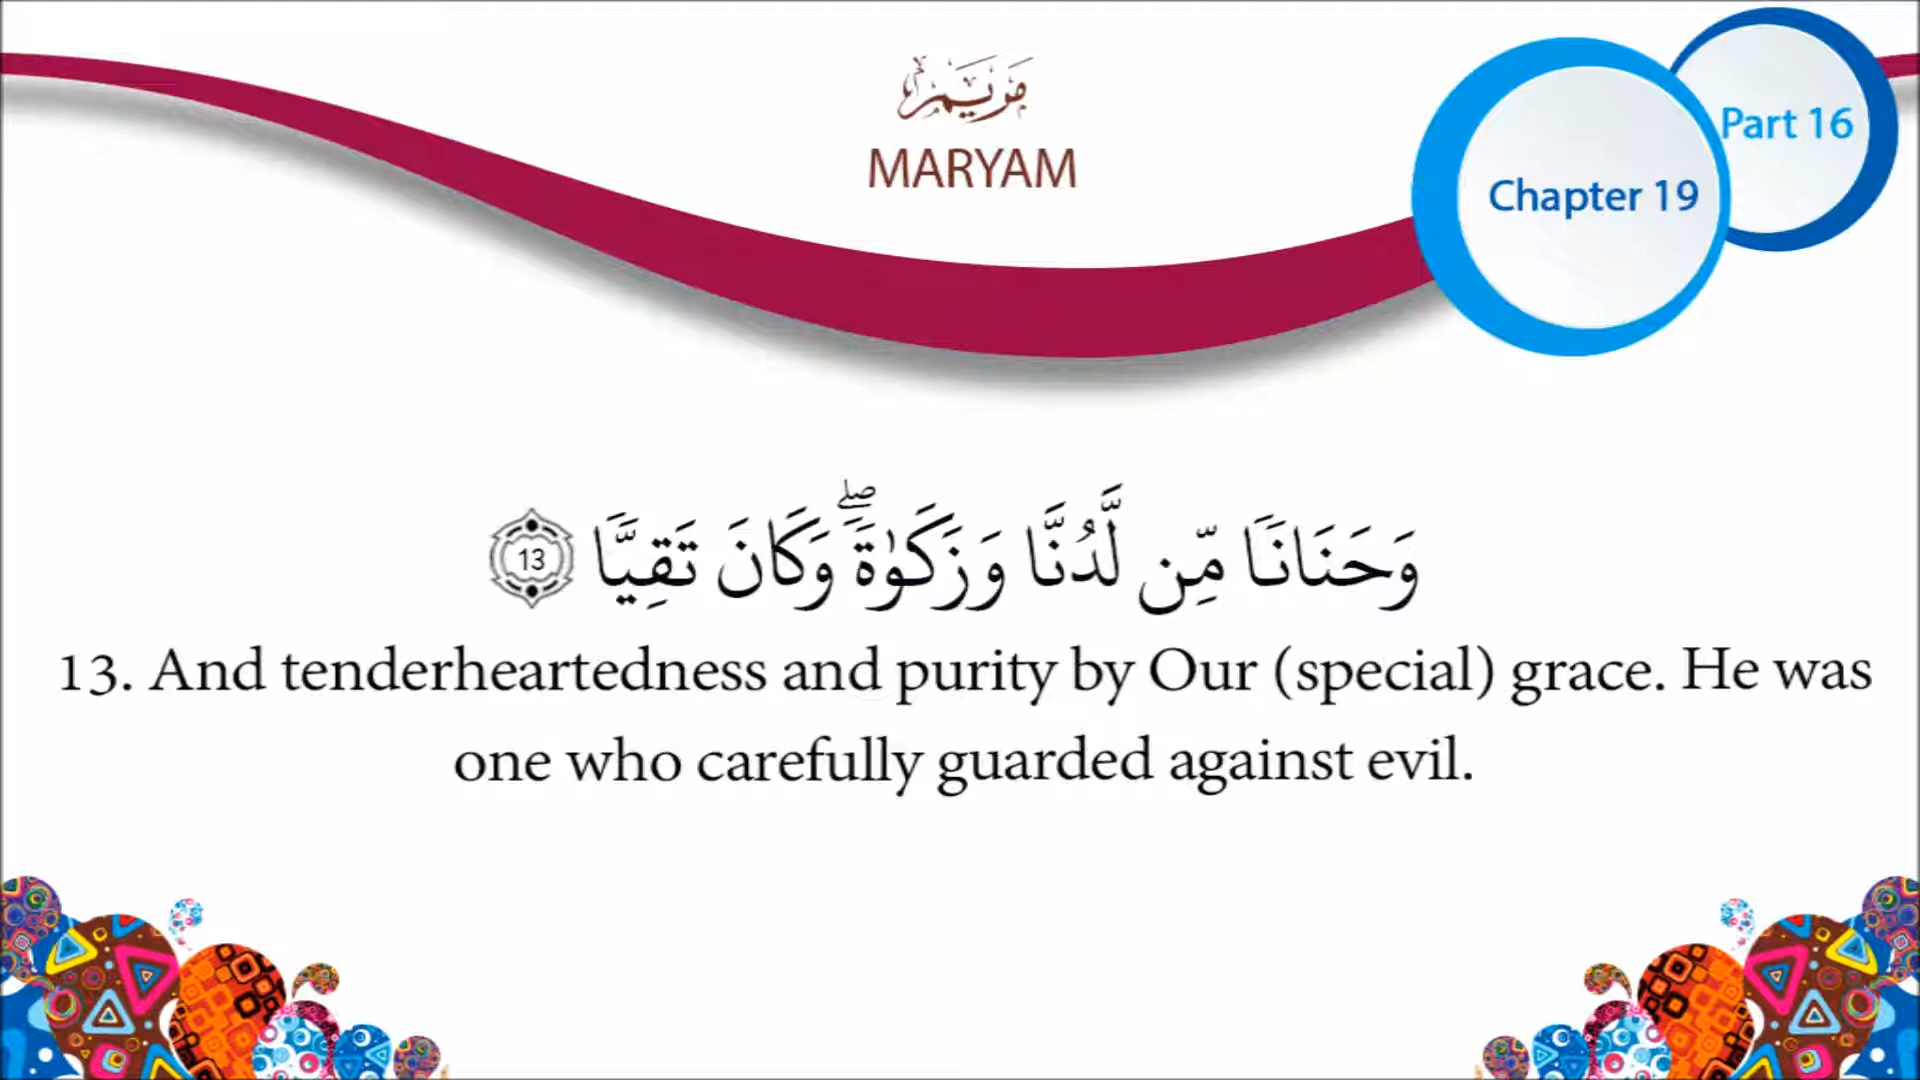 مَرْيَم
MARYAM
Part 16
Chapter 19
وَحَنَانًا مِّن لَّدُنَّا وَزَكَوٰةً ۖ وَكَانَ تَقِيًّا 13
13. And tenderheartedness and purity by Our (special) grace. He was
one who carefully guarded against evil.